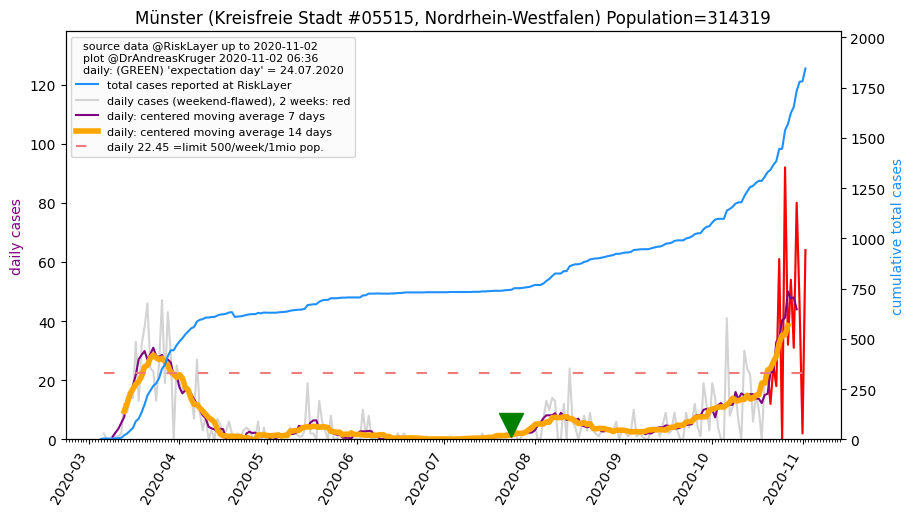 Münster (Kreisfreie Stadt #05515, Nordrhein-Westfalen) Population=314319
source data @RiskLayer up to 2020-11-02
plot @DrAndreasKruger 2020-11-02 06:36
daily: (GREEN) 'expectation day' = 24.07.2020
total cases reported at RiskLayer
daily cases (weekend-flawed), 2 weeks: red
daily: centered moving average 7 days
daily: centered moving average 14 days
daily 22.45 =limit 500/week/1mio pop.
daily cases
120
100
80
60
40
20
0
cumulative total cases
2000
1750
1500
1250
1000
750
500
250
0
2020-03
2020-04
2020-05
2020-06
2020-07
2020-08
2020-09
2020-10
2020-11